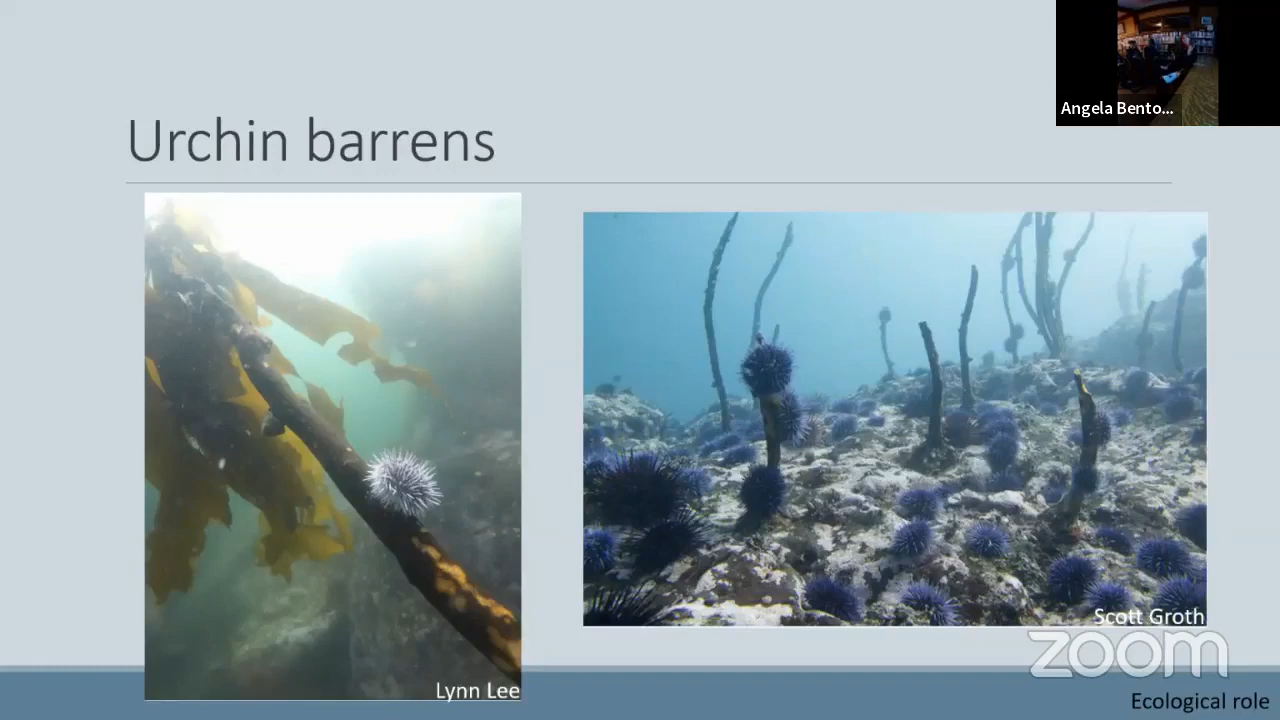 Angela Bento...
Urchin barrens
Scott Groth
zoom
Lynn Lee
Ecological role